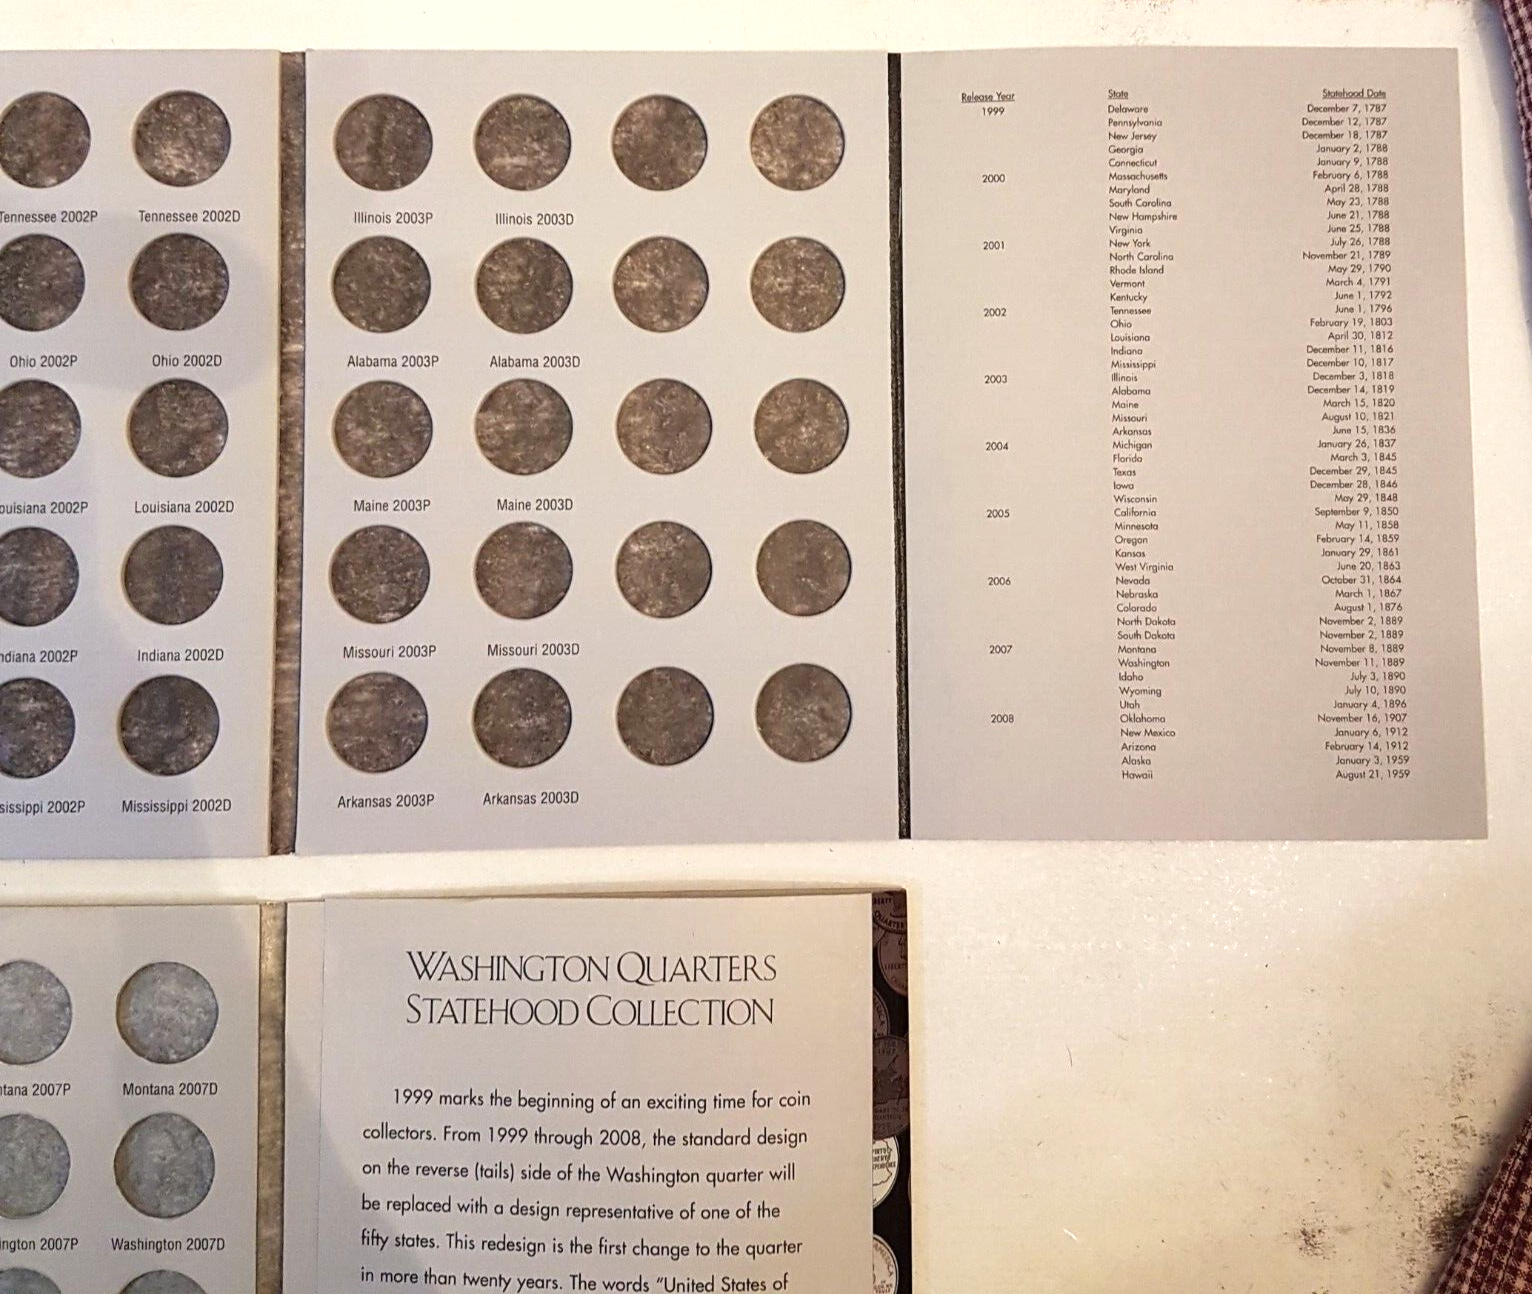 Tennessee 2002P Tennessee 2002D
Ohio 2002P Ohio 2002D
ouisiana 2002P Louisiana 2002D
ndiana 2002P Indiana 2002D
sissippi 2002P Mississippi 2002D
Illinois 2003P Illinois 2003D
Alabama 2003P Alabama 2003D
Maine 2003P Maine 2003D
Missouri 2003P Missouri 2003D
Arkansas 2003P Arkansas 2003D
Release Year State Statehood Date
1999 Delaware December 7, 1787
Pennsylvania December 12, 1787
New Jersey December 18, 1787
Georgia January 2, 1788
Connecticut January 9, 1788
2000 Massachusetts February 6, 1788
Maryland April 28, 1788
South Carolina May 23, 1788
New Hampshire June 21, 1788
Virginia June 25, 1788
2001 New York July 26, 1788
North Carolina November 21, 1789
Rhode Island May 29, 1790
Vermont March 4, 1791
Kentucky June 1, 1792
2002 Tennessee June 1, 1796
Ohio February 19, 1803
Louisiana April 30, 1812
Indiana December 11, 1816
Mississippi December 10, 1817
2003 Illinois December 3, 1818
Alabama December 14, 1819
Maine March 15, 1820
Missouri August 10, 1821
Arkansas June 15, 1836
2004 Michigan January 26, 1837
Florida March 3, 1845
Texas December 29, 1845
Iowa December 28, 1846
Wisconsin May 29, 1848
2005 California September 9, 1850
Minnesota May 11, 1858
Oregon February 14, 1859
Kansas January 29, 1861
West Virginia June 20, 1863
2006 Nevada October 31, 1864
Nebraska March 1, 1867
Colorado August 1, 1876
North Dakota November 2, 1889
South Dakota November 2, 1889
2007 Montana November 8, 1889
Washington November 11, 1889
Idaho July 3, 1890
Wyoming July 10, 1890
Utah January 4, 1896
2008 Oklahoma November 16, 1907
New Mexico January 6, 1912
Arizona February 14, 1912
Alaska January 3, 1959
Hawaii August 21, 1959
tana 2007P Montana 2007D
ington 2007P Washington 2007D
WASHINGTON QUARTERS
STATEHOOD COLLECTION
1999 marks the beginning of an exciting time for coin
collectors. From 1999 through 2008, the standard design
on the reverse (tails) side of the Washington quarter will
be replaced with a design representative of one of the
fifty states. This redesign is the first change to the quarter
in more than twenty years. The words "United States of